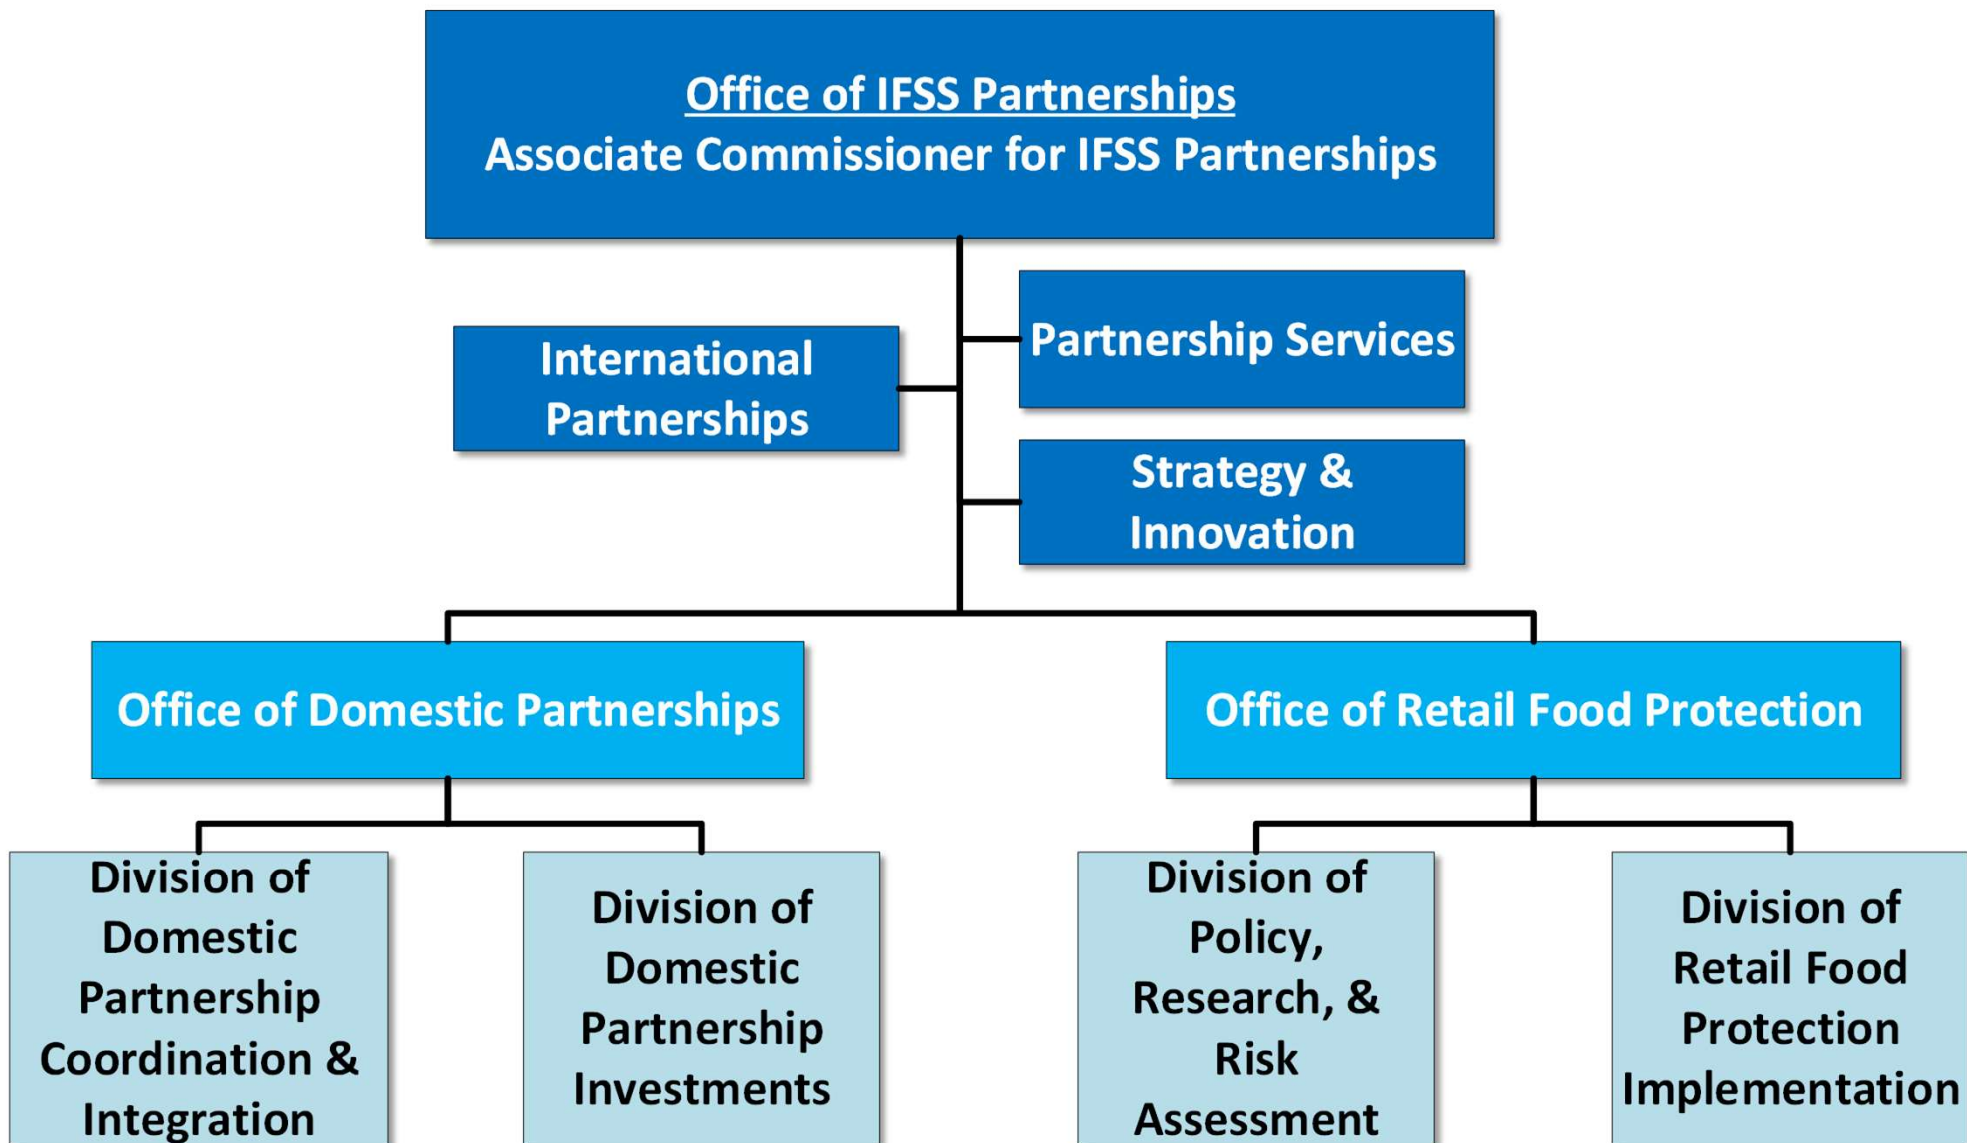 Office of IFSS Partnerships
Associate Commissioner for IFSS Partnerships
International
Partnerships
Partnership Services
Strategy &
Innovation
Office of Domestic Partnerships
Office of Retail Food Protection
Division of
Domestic
Partnership
Coordination &
Integration
Division of
Domestic
Partnership
Investments
Division of
Policy,
Research, &
Risk
Assessment
Division of
Retail Food
Protection
Implementation